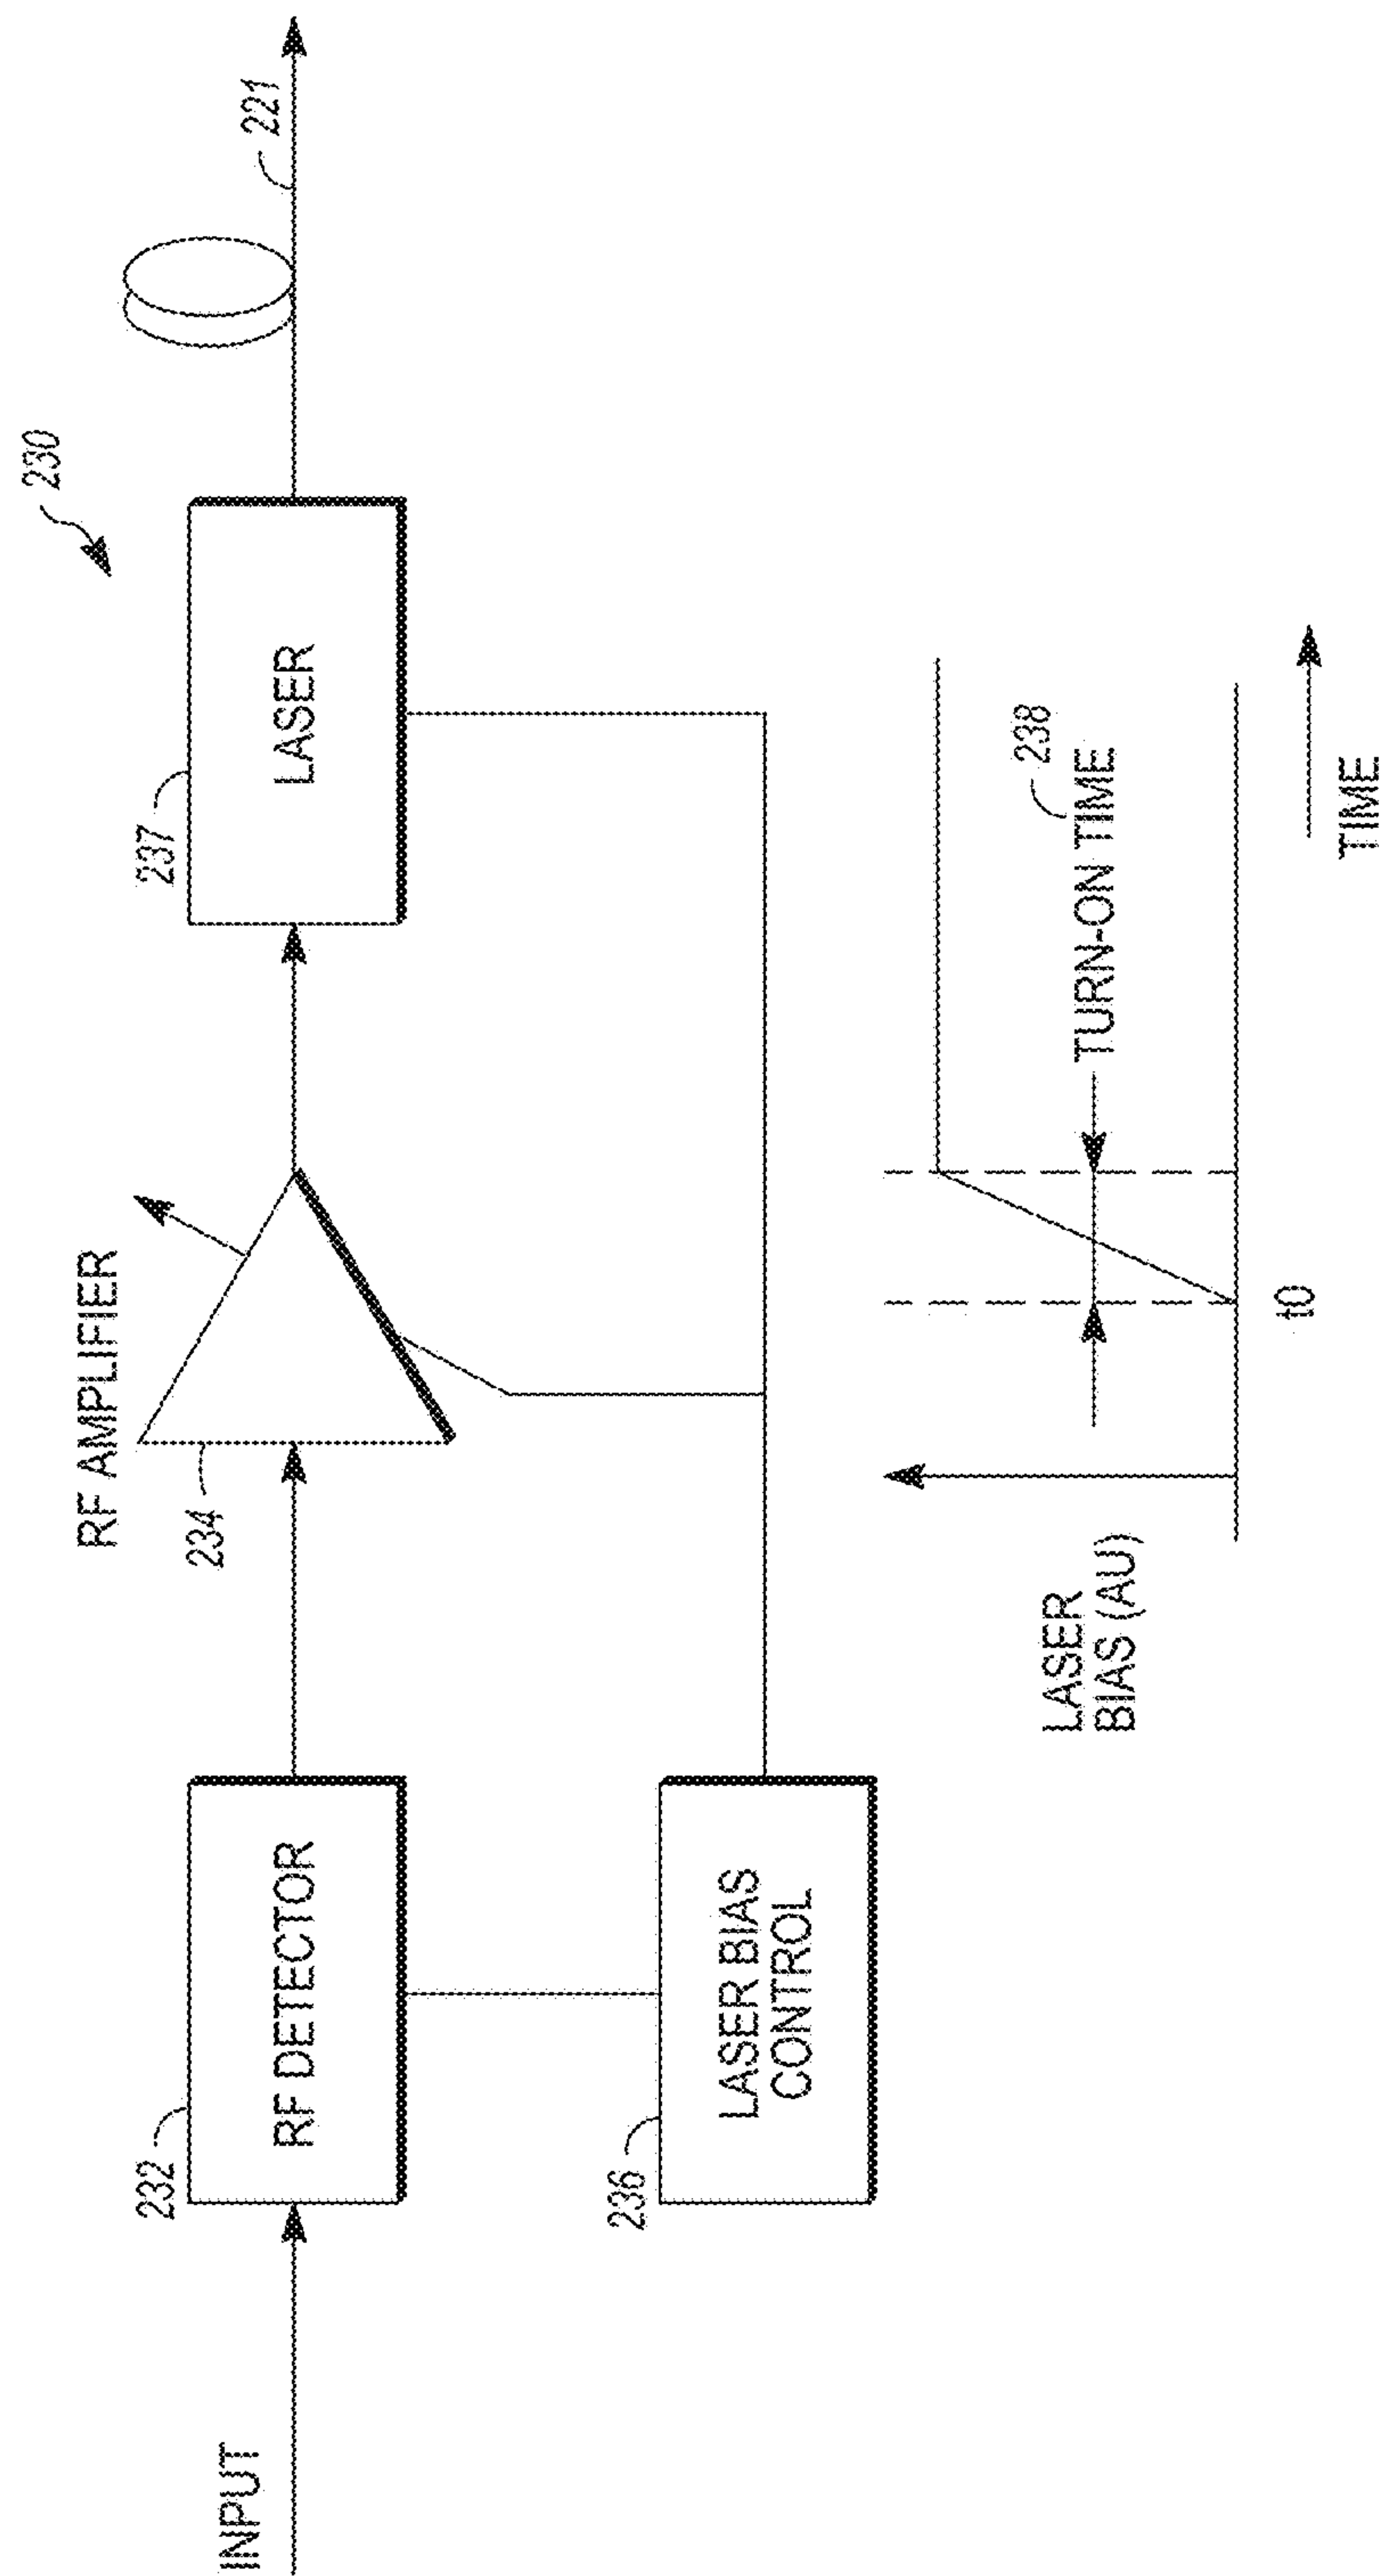 230
221
RF AMPLIFIER
INPUT
232
RF DETECTOR
234
237
LASER
236
LASER BIAS
CONTROL
LASER
BIAS (AU)
238
TURN-ON TIME
t0
TIME